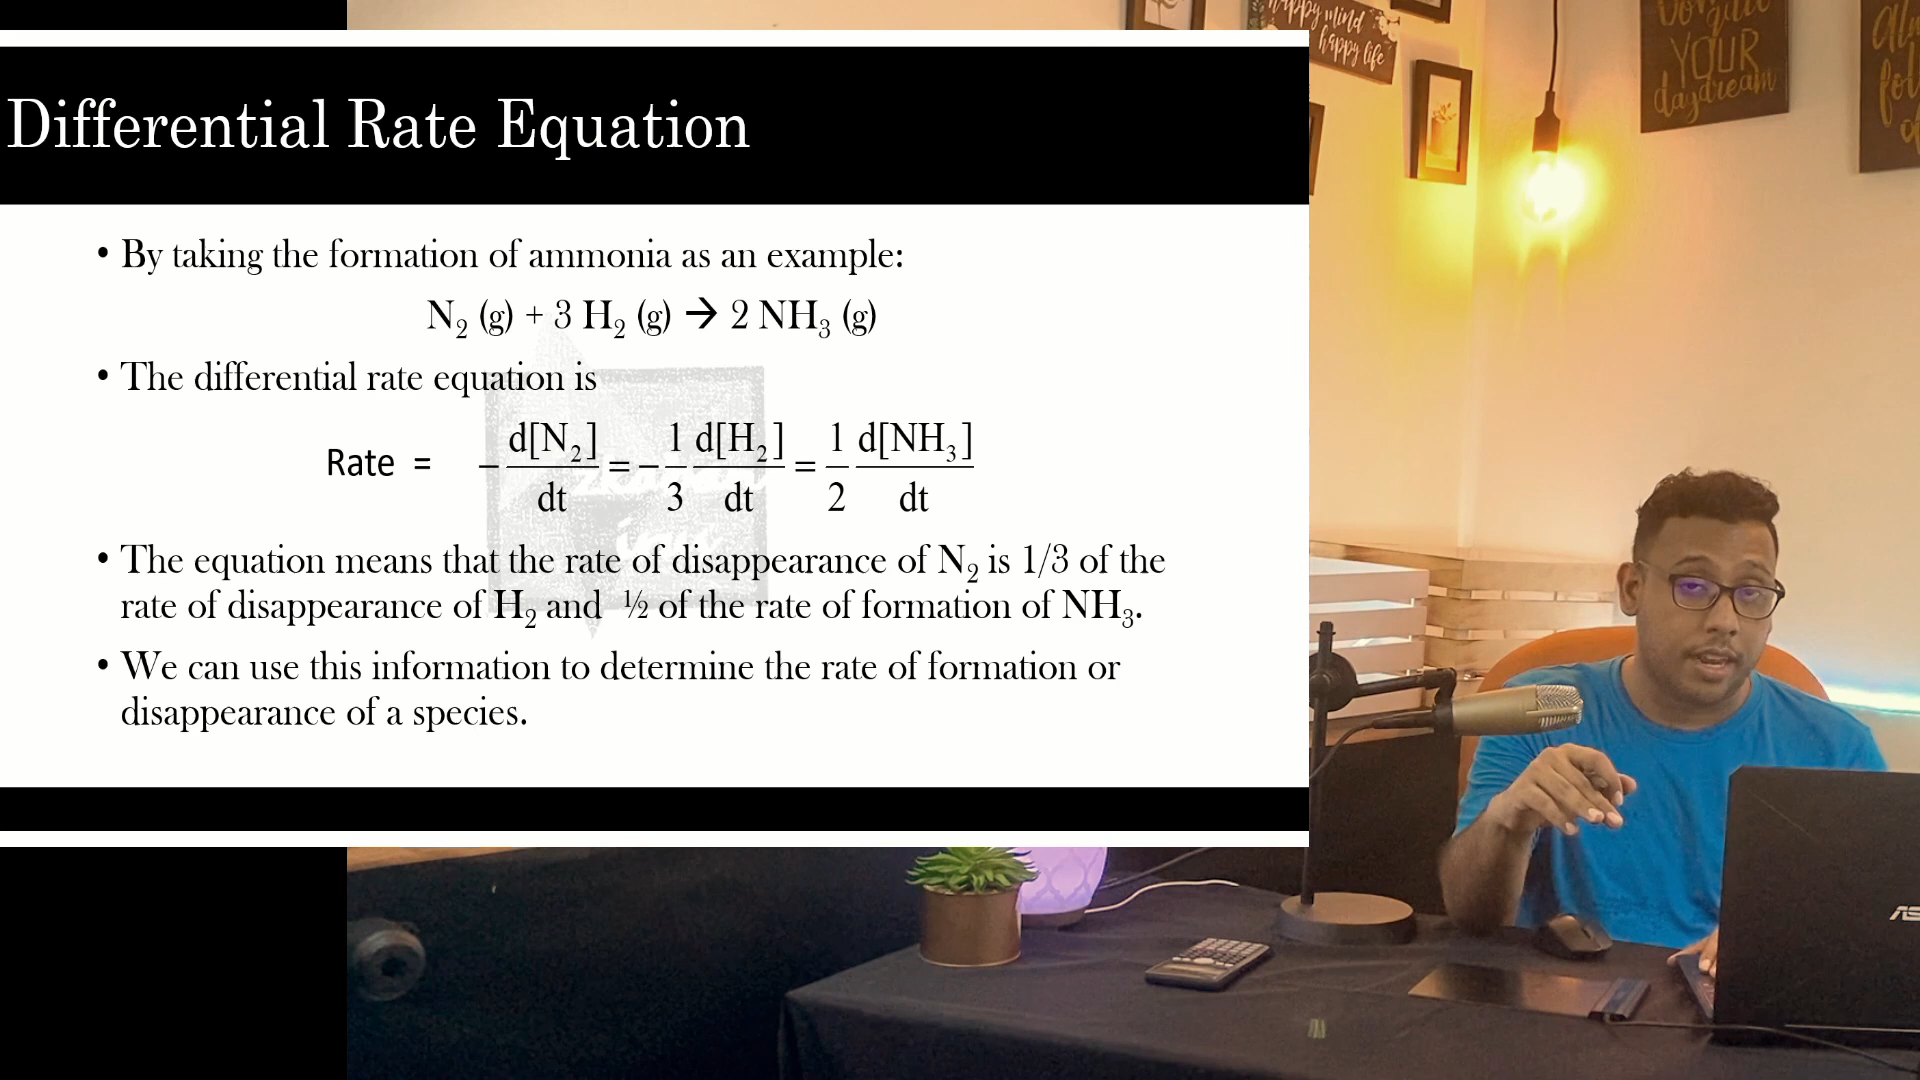 happy mind
happy life
YOUR
daydream
Differential Rate Equation
• By taking the formation of ammonia as an example:
N₂ (g) + 3 H₂ (g) → 2 NH₃ (g)
• The differential rate equation is
Rate = − d[N₂]/dt = − 1/3 d[H₂]/dt = 1/2 d[NH₃]/dt
• The equation means that the rate of disappearance of N₂ is 1/3 of the
rate of disappearance of H₂ and ½ of the rate of formation of NH₃.
• We can use this information to determine the rate of formation or
disappearance of a species.